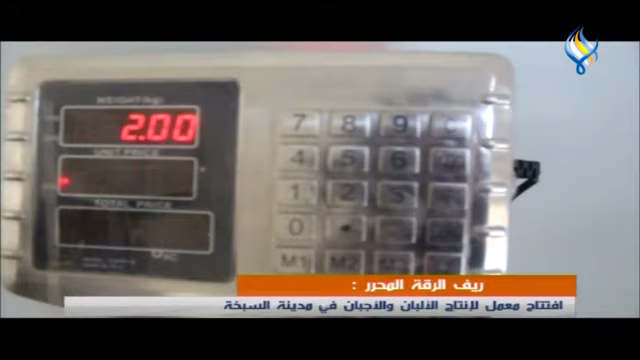 WEIGHT(kg)
2.00
UNIT PRICE
TOTAL PRICE
7 8 9
4 5 6
1 2 3
0 .
M1 M2 M3
ريف الرقة المحرر :
افتتاح معمل لإنتاج الألبان والأجبان في مدينة السبخة